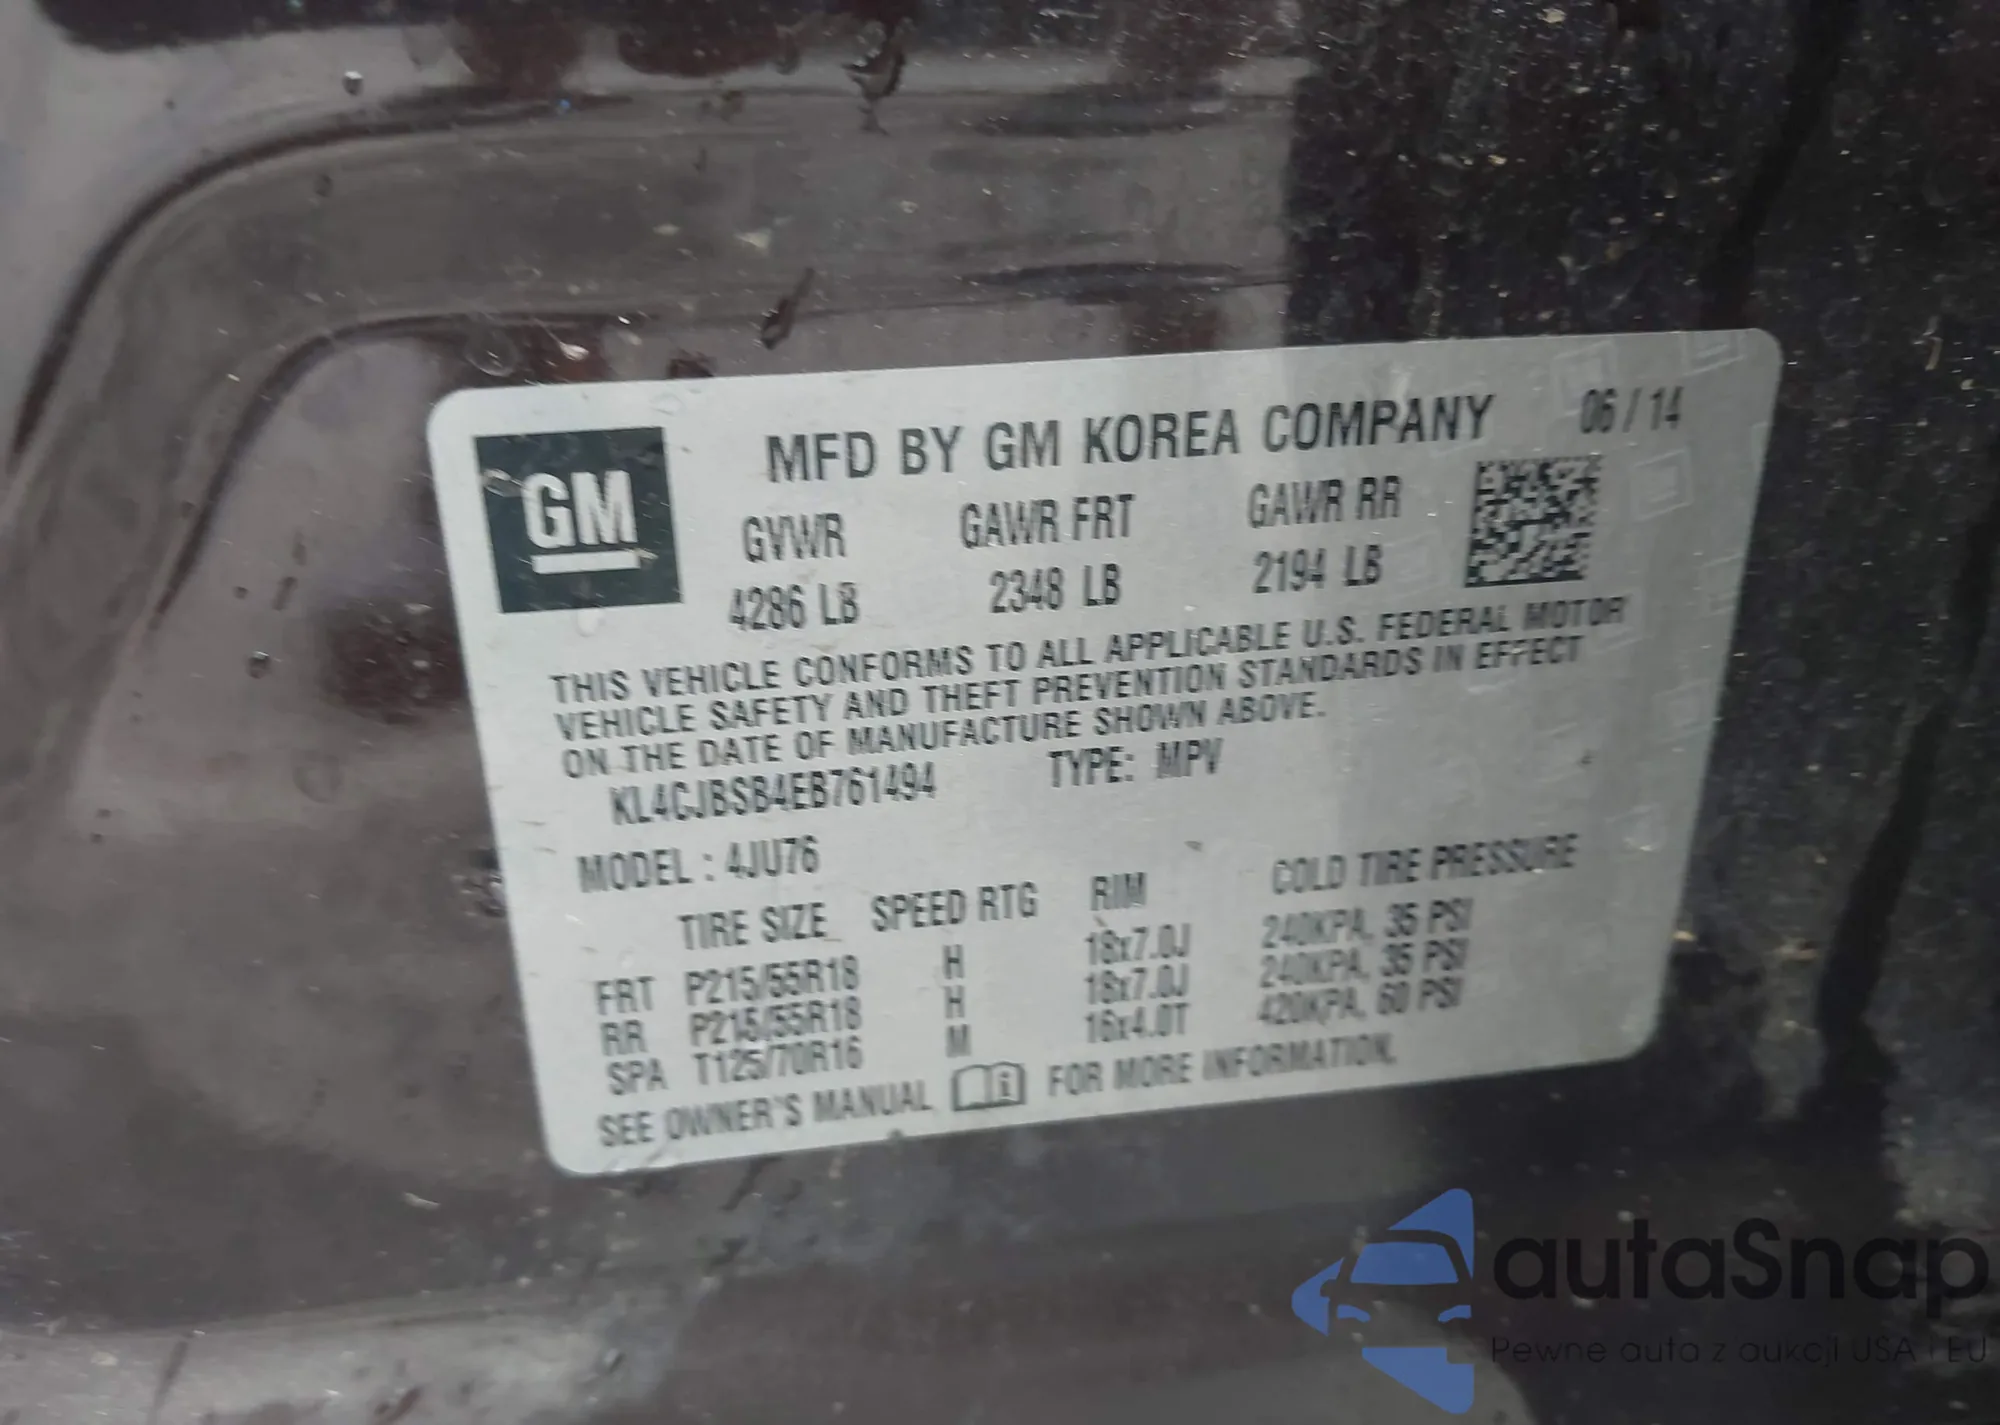 MFD BY GM KOREA COMPANY 06 / 14
GM
GVWR GAWR FRT GAWR RR
4286 LB 2348 LB 2194 LB
THIS VEHICLE CONFORMS TO ALL APPLICABLE U.S. FEDERAL MOTOR
VEHICLE SAFETY AND THEFT PREVENTION STANDARDS IN EFFECT
ON THE DATE OF MANUFACTURE SHOWN ABOVE.
KL4CJBSB4EB761494 TYPE: MPV
MODEL : 4JU76
TIRE SIZE SPEED RTG RIM COLD TIRE PRESSURE
FRT P215/55R18 H 18x7.0J 240KPA, 35 PSI
RR P215/55R18 H 18x7.0J 240KPA, 35 PSI
SPA T125/70R16 M 16x4.0T 420KPA, 60 PSI
SEE OWNER'S MANUAL FOR MORE INFORMATION.
autaSnap
Pewne auta z aukcji USA i EU